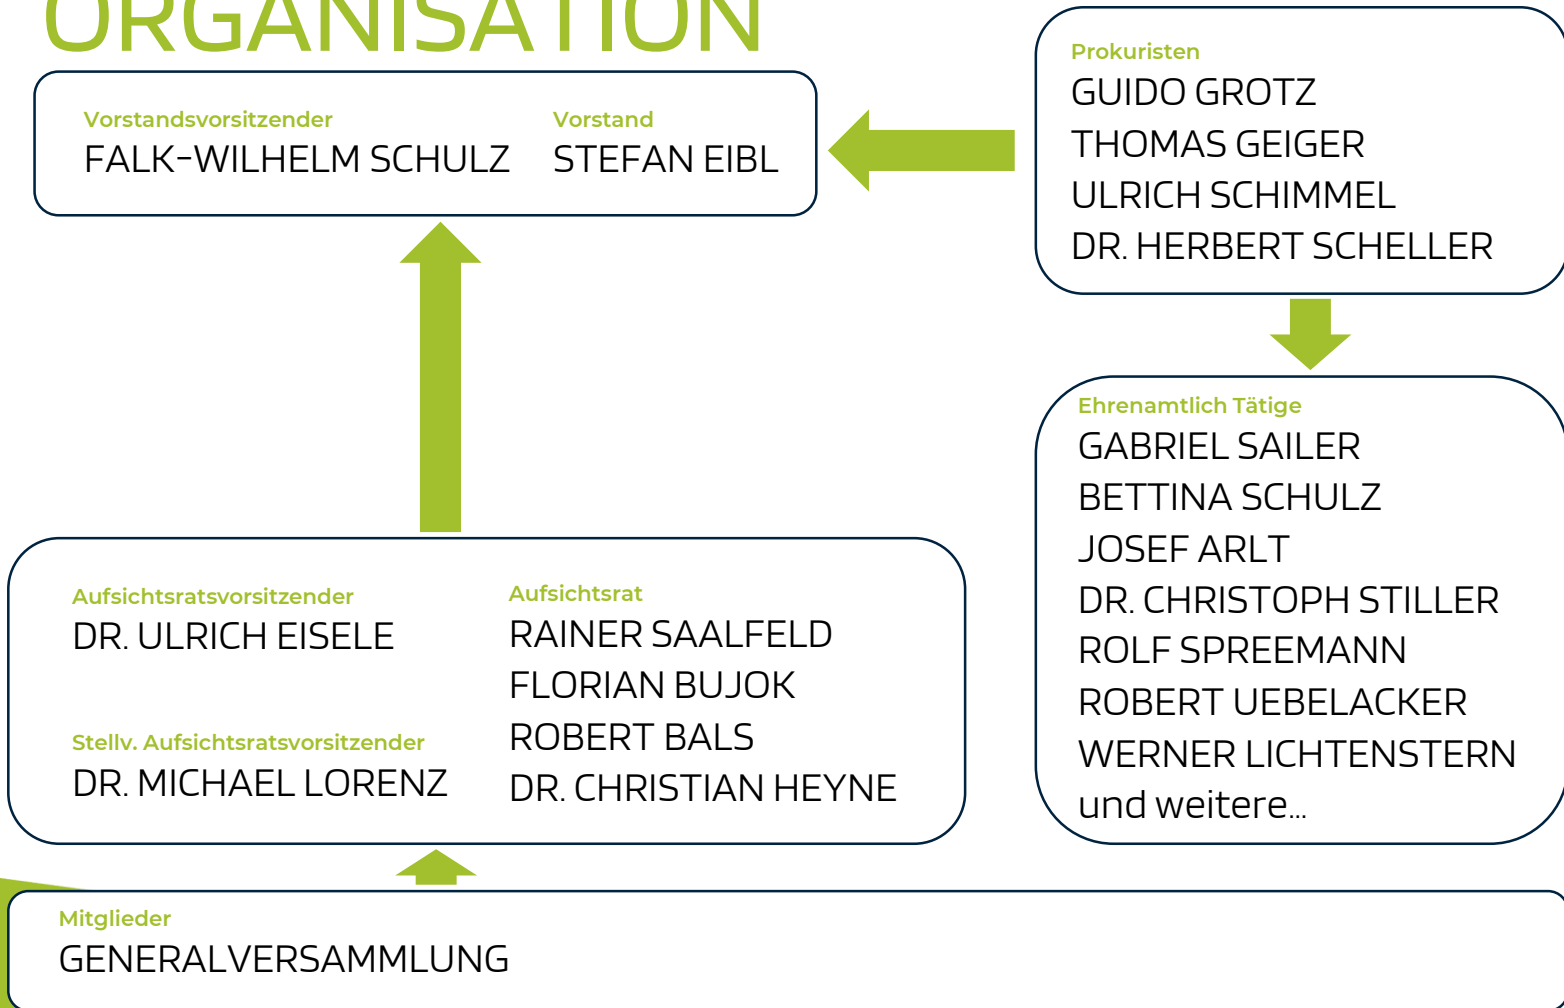 ORGANISATION
Vorstandsvorsitzender
FALK-WILHELM SCHULZ
Vorstand
STEFAN EIBL
Prokuristen
GUIDO GROTZ
THOMAS GEIGER
ULRICH SCHIMMEL
DR. HERBERT SCHELLER
Ehrenamtlich Tätige
GABRIEL SAILER
BETTINA SCHULZ
JOSEF ARLT
DR. CHRISTOPH STILLER
ROLF SPREEMANN
ROBERT UEBELACKER
WERNER LICHTENSTERN
und weitere...
Aufsichtsratsvorsitzender
DR. ULRICH EISELE
Stellv. Aufsichtsratsvorsitzender
DR. MICHAEL LORENZ
Aufsichtsrat
RAINER SAALFELD
FLORIAN BUJOK
ROBERT BALS
DR. CHRISTIAN HEYNE
Mitglieder
GENERALVERSAMMLUNG